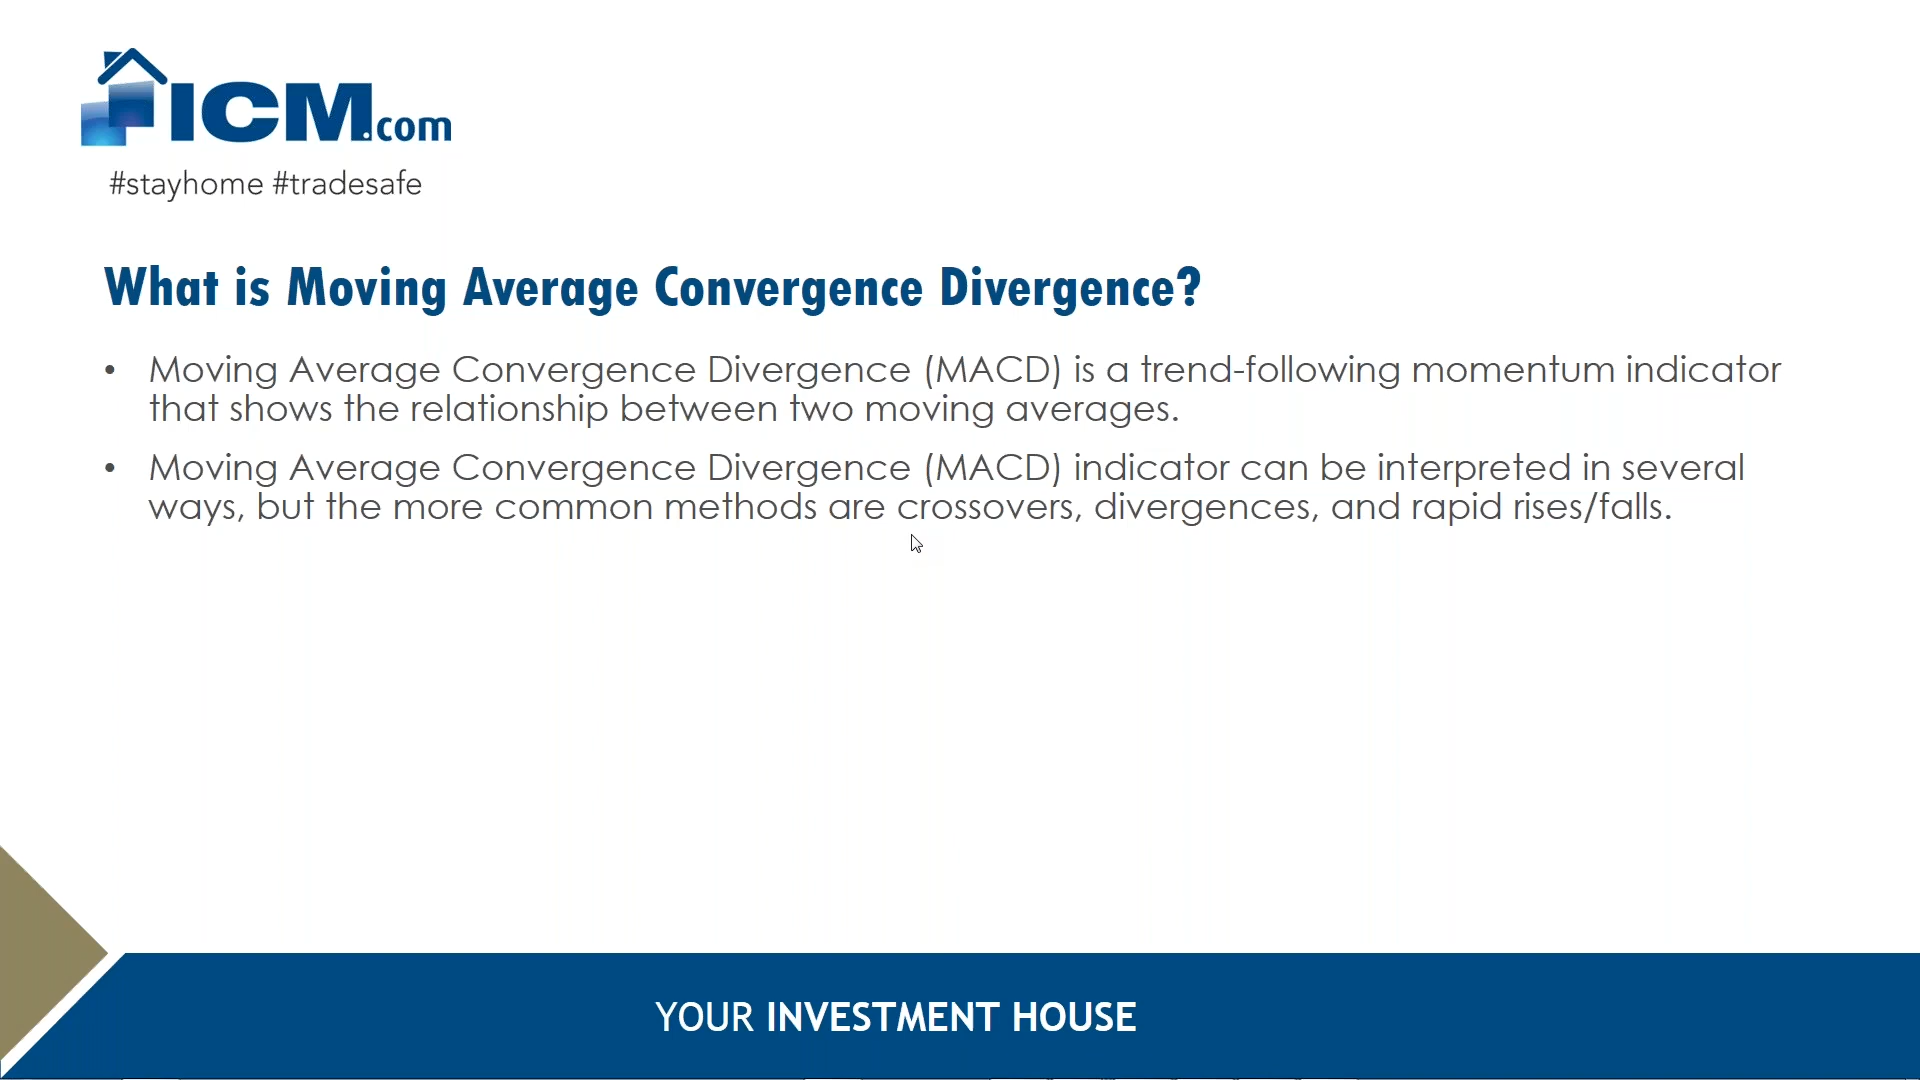 ICM.com
#stayhome #tradesafe
What is Moving Average Convergence Divergence?
• Moving Average Convergence Divergence (MACD) is a trend-following momentum indicator
that shows the relationship between two moving averages.
• Moving Average Convergence Divergence (MACD) indicator can be interpreted in several
ways, but the more common methods are crossovers, divergences, and rapid rises/falls.
YOUR INVESTMENT HOUSE